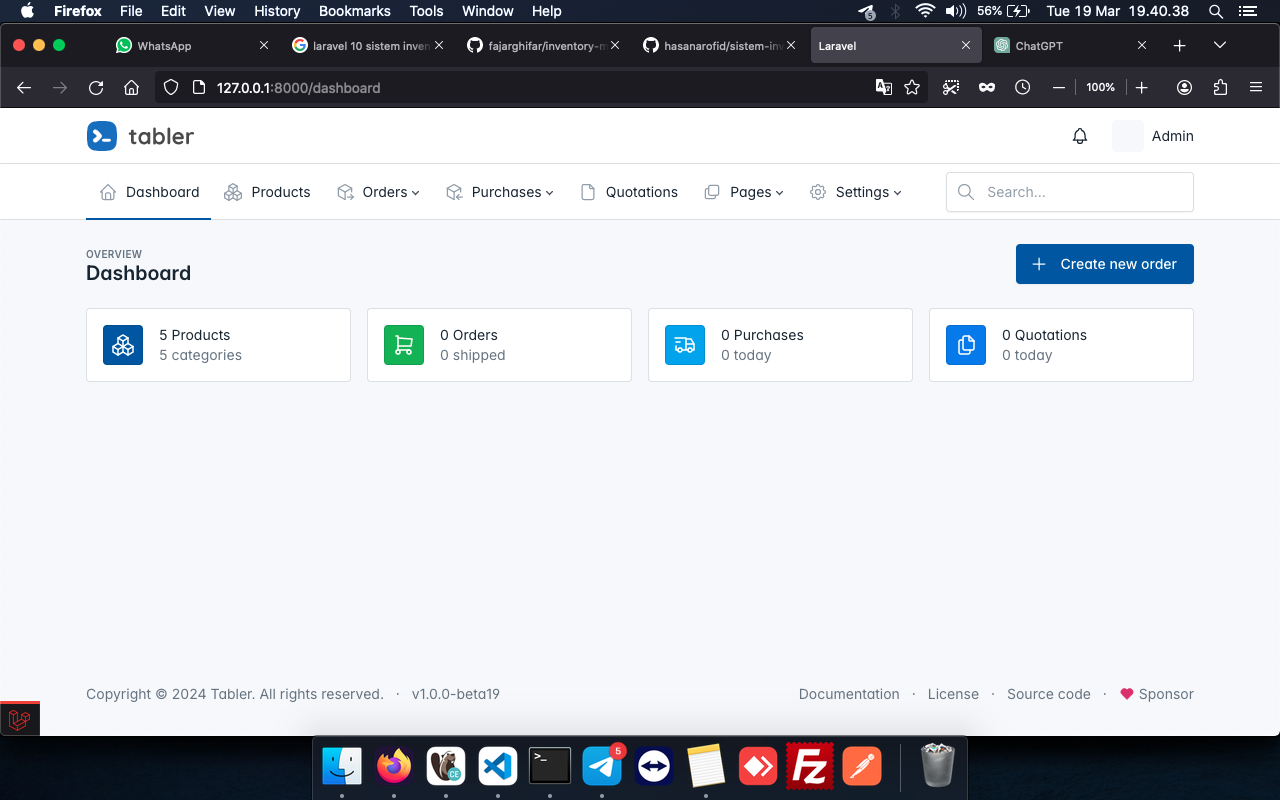 Firefox File Edit View History Bookmarks Tools Window Help 5 56% Tue 19 Mar 19.40.38
WhatsApp laravel 10 sistem inven fajarghifar/inventory-m hasanarofid/sistem-inv Laravel ChatGPT
127.0.0.1:8000/dashboard 100%
tabler Admin
Dashboard Products Orders Purchases Quotations Pages Settings Search...
OVERVIEW
Dashboard
Create new order
5 Products
5 categories
0 Orders
0 shipped
0 Purchases
0 today
0 Quotations
0 today
Copyright © 2024 Tabler. All rights reserved. · v1.0.0-beta19 Documentation · License · Source code · Sponsor
>_ CE 5 Fz